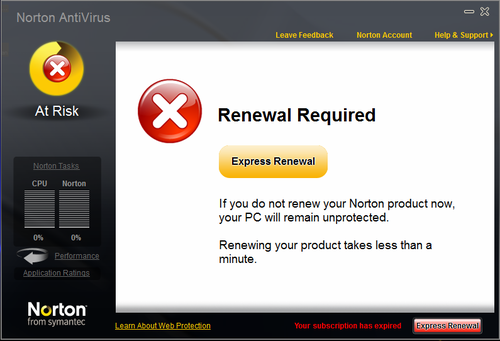 Norton AntiVirus
Leave Feedback
Norton Account
Help & Support
At Risk
Renewal Required
Express Renewal
If you do not renew your Norton product now,
your PC will remain unprotected.
Renewing your product takes less than a
minute.
Norton Tasks
CPU Norton
0% 0%
Performance
Application Ratings
Norton
from symantec
Learn About Web Protection
Your subscription has expired
Express Renewal